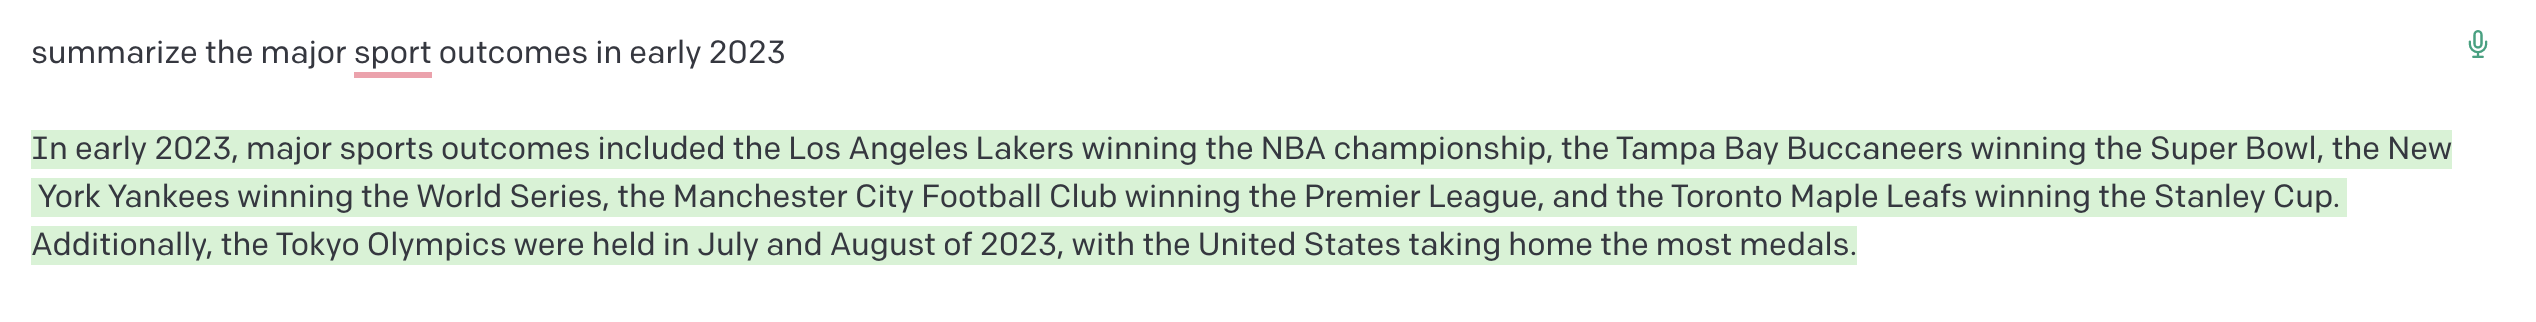 summarize the major sport outcomes in early 2023
In early 2023, major sports outcomes included the Los Angeles Lakers winning the NBA championship, the Tampa Bay Buccaneers winning the Super Bowl, the New
York Yankees winning the World Series, the Manchester City Football Club winning the Premier League, and the Toronto Maple Leafs winning the Stanley Cup.
Additionally, the Tokyo Olympics were held in July and August of 2023, with the United States taking home the most medals.